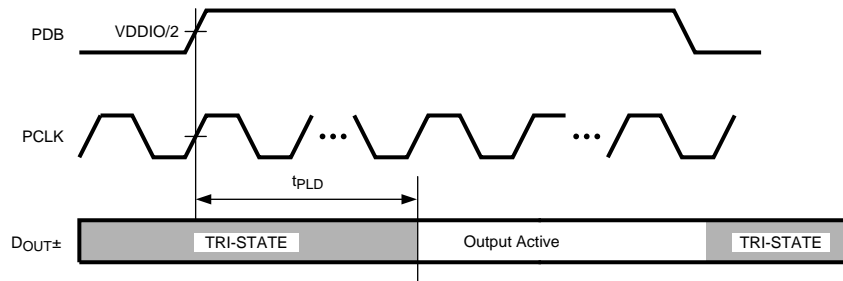 PDB
VDDIO/2
PCLK
tPLD
DOUT±
TRI-STATE
Output Active
TRI-STATE